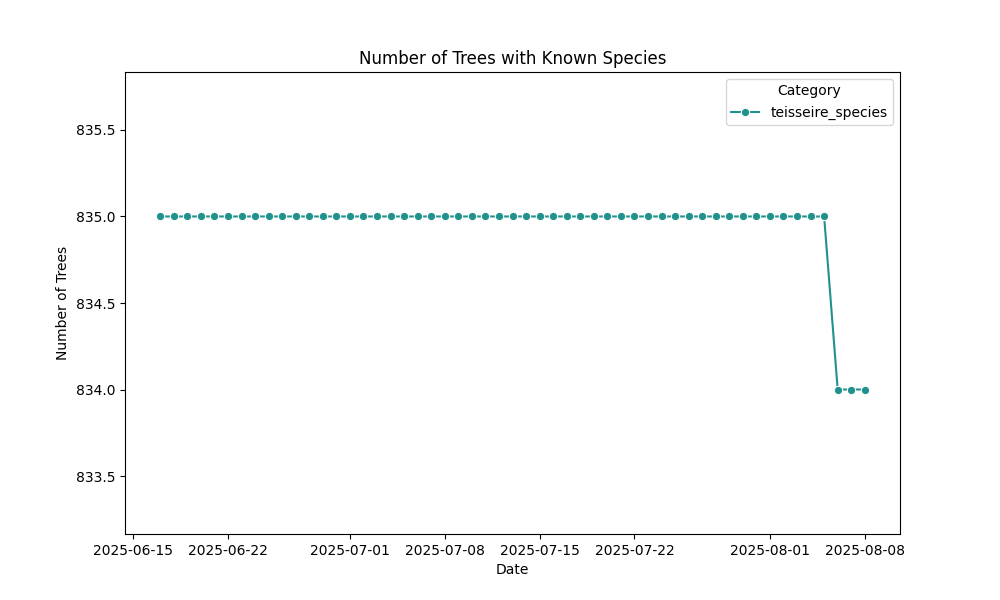 Number of Trees with Known Species
Category
teisseire_species
835.5
835.0
834.5
834.0
833.5
Number of Trees
2025-06-15 2025-06-22 2025-07-01 2025-07-08 2025-07-15 2025-07-22 2025-08-01 2025-08-08
Date